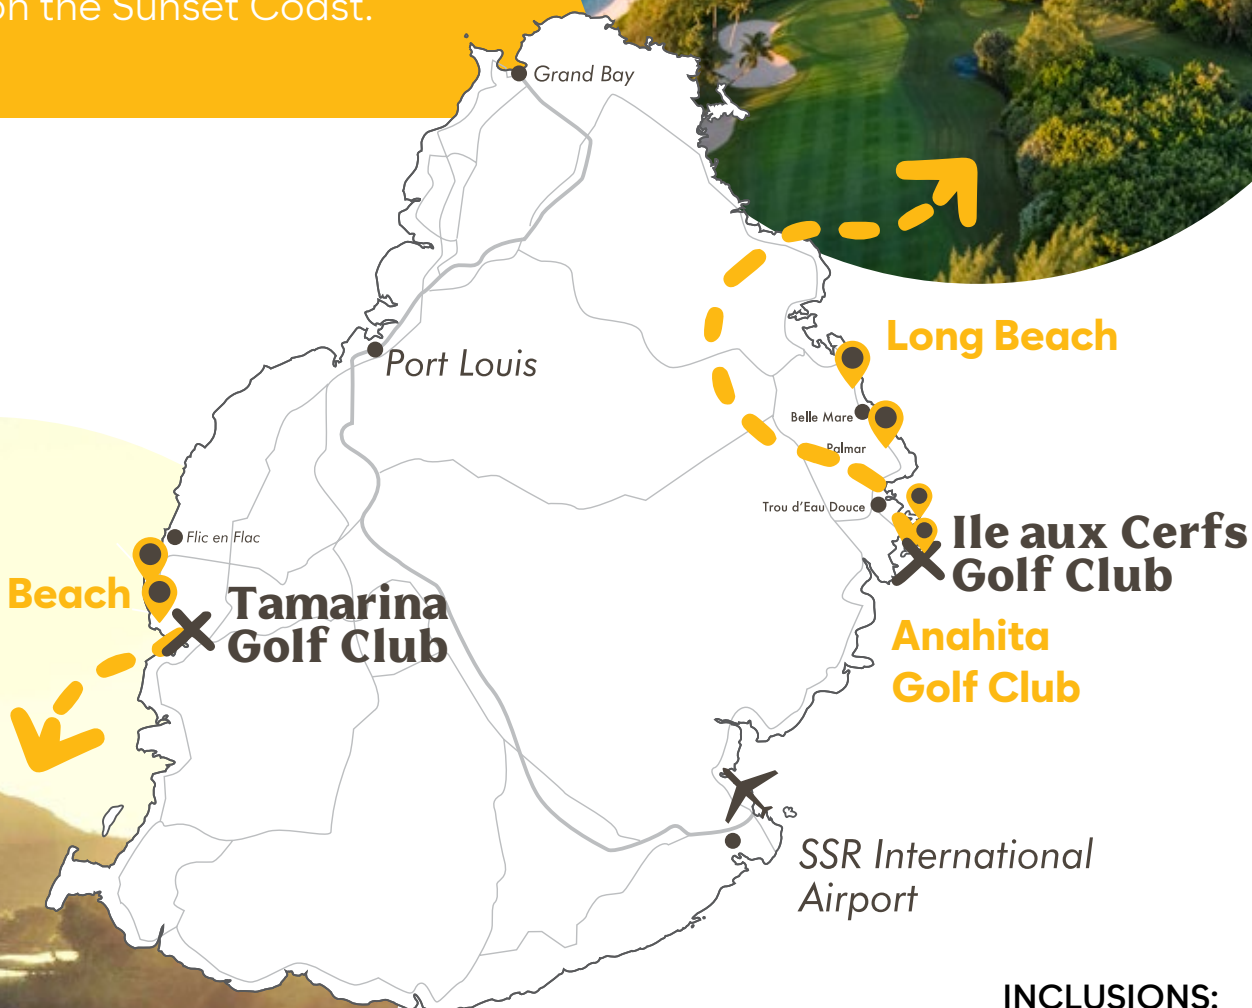 on the Sunset Coast.
Grand Bay
Long Beach
Port Louis
Belle Mare
Palmar
Trou d'Eau Douce
Ile aux Cerfs
Golf Club
Flic en Flac
Beach
Tamarina
Golf Club
Anahita
Golf Club
SSR International
Airport
INCLUSIONS: